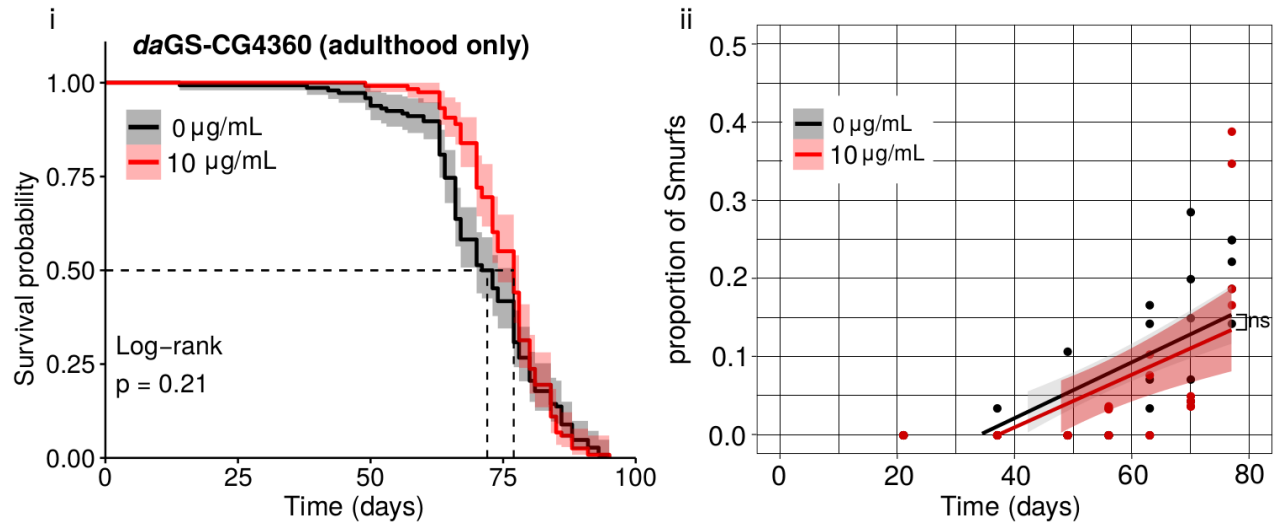 i
daGS-CG4360 (adulthood only)
1.00
0.75
0.50
0.25
0.00
Survival probability
0 µg/mL
10 µg/mL
Log−rank
p = 0.21
0 25 50 75 100
Time (days)
ii
0.5
0.4
0.3
0.2
0.1
0.0
proportion of Smurfs
0 µg/mL
10 µg/mL
ns
0 20 40 60 80
Time (days)